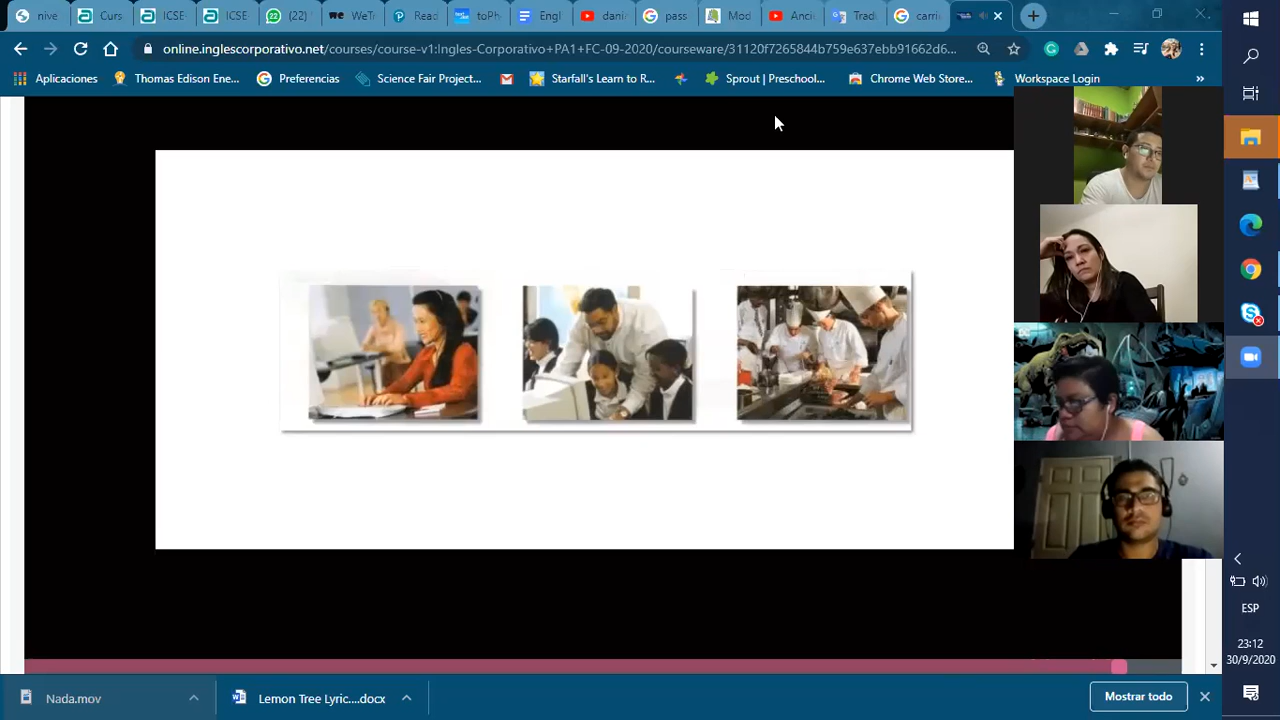 nive
Curs
ICSE
ICSE
(22)
WeTr
Read
toPh
Engl
dani
pass
Mod
Anci
Tradu
carri
online.inglescorporativo.net/courses/course-v1:Ingles-Corporativo+PA1+FC-09-2020/courseware/31120f7265844b759e637ebb91662d6...
Aplicaciones
Thomas Edison Ene...
Preferencias
Science Fair Project...
Starfall's Learn to R...
Sprout | Preschool...
Chrome Web Store...
Workspace Login
»
ESP
23:12
30/9/2020
Nada.mov
Lemon Tree Lyric....docx
Mostrar todo